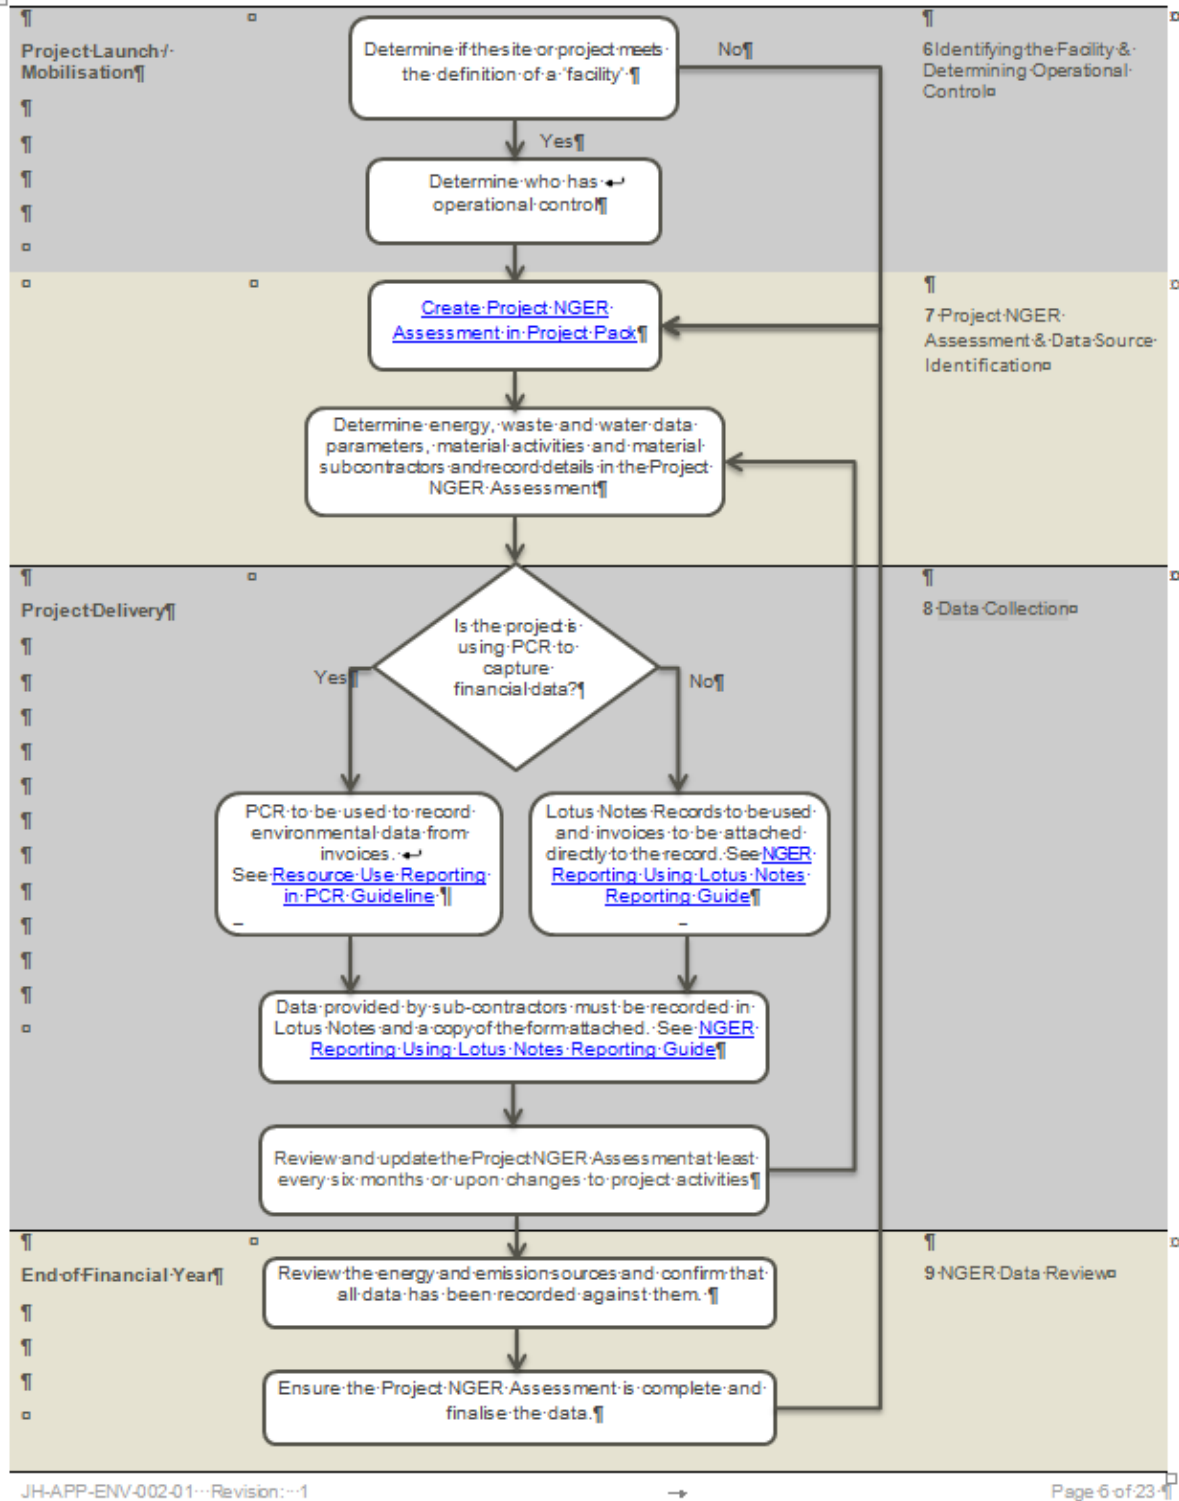 Project Launch /
Mobilisation
Determine if the site or project meets
the definition of a 'facility'
No
6 Identifying the Facility &
Determining Operational
Control
Yes
Determine who has
operational control
Create Project NGER
Assessment in Project Pack
7 Project NGER
Assessment & Data Source
Identification
Determine energy, waste and water data
parameters, material activities and material
subcontractors and record details in the Project
NGER Assessment
Project Delivery
8 Data Collection
Is the project is
using PCR to
capture
financial data?
Yes
No
PCR to be used to record
environmental data from
invoices.
See Resource Use Reporting
in PCR Guideline
Lotus Notes Records to be used
and invoices to be attached
directly to the record. See NGER
Reporting Using Lotus Notes
Reporting Guide
Data provided by sub-contractors must be recorded in
Lotus Notes and a copy of the form attached. See NGER
Reporting Using Lotus Notes Reporting Guide
Review and update the Project NGER Assessment at least
every six months or upon changes to project activities
End of Financial Year
Review the energy and emission sources and confirm that
all data has been recorded against them.
9 NGER Data Review
Ensure the Project NGER Assessment is complete and
finalise the data.
JH-APP-ENV-002-01 Revision: 1
Page 6 of 23